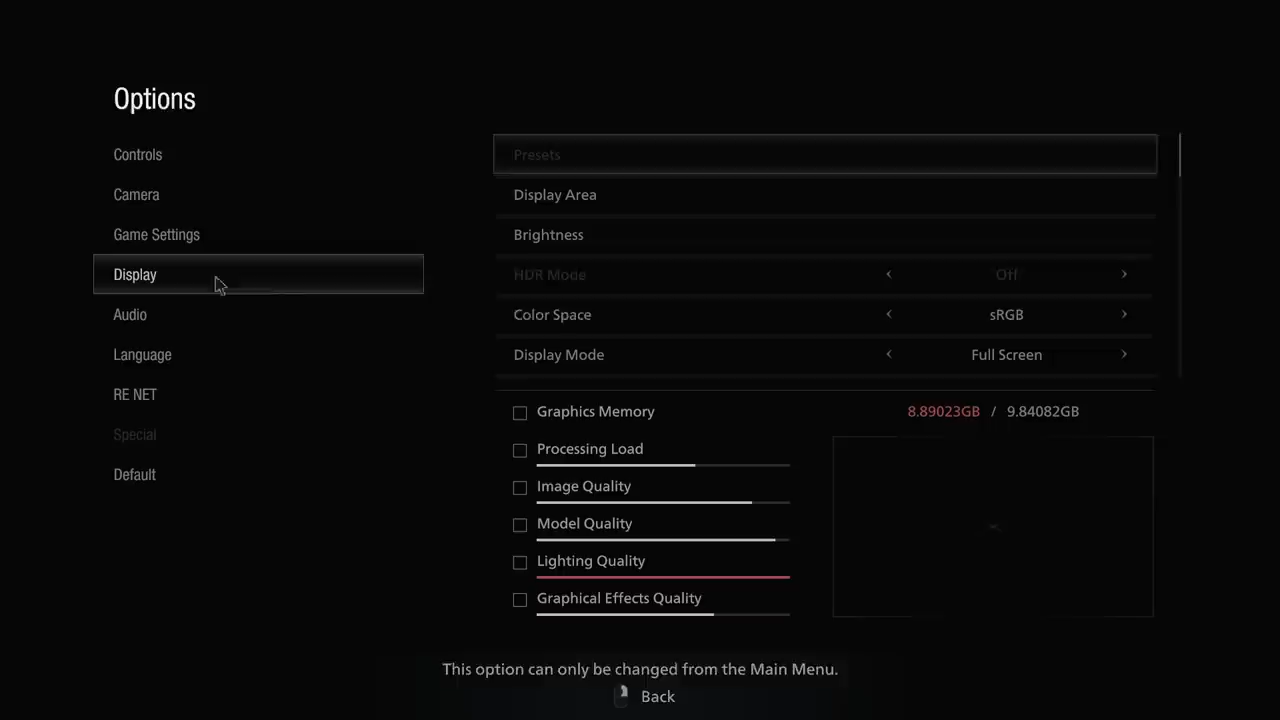 Options
Controls
Camera
Game Settings
Display
Audio
Language
RE NET
Special
Default
Presets
Display Area
Brightness
HDR Mode Off
Color Space sRGB
Display Mode Full Screen
Graphics Memory 8.89023GB / 9.84082GB
Processing Load
Image Quality
Model Quality
Lighting Quality
Graphical Effects Quality
This option can only be changed from the Main Menu.
Back